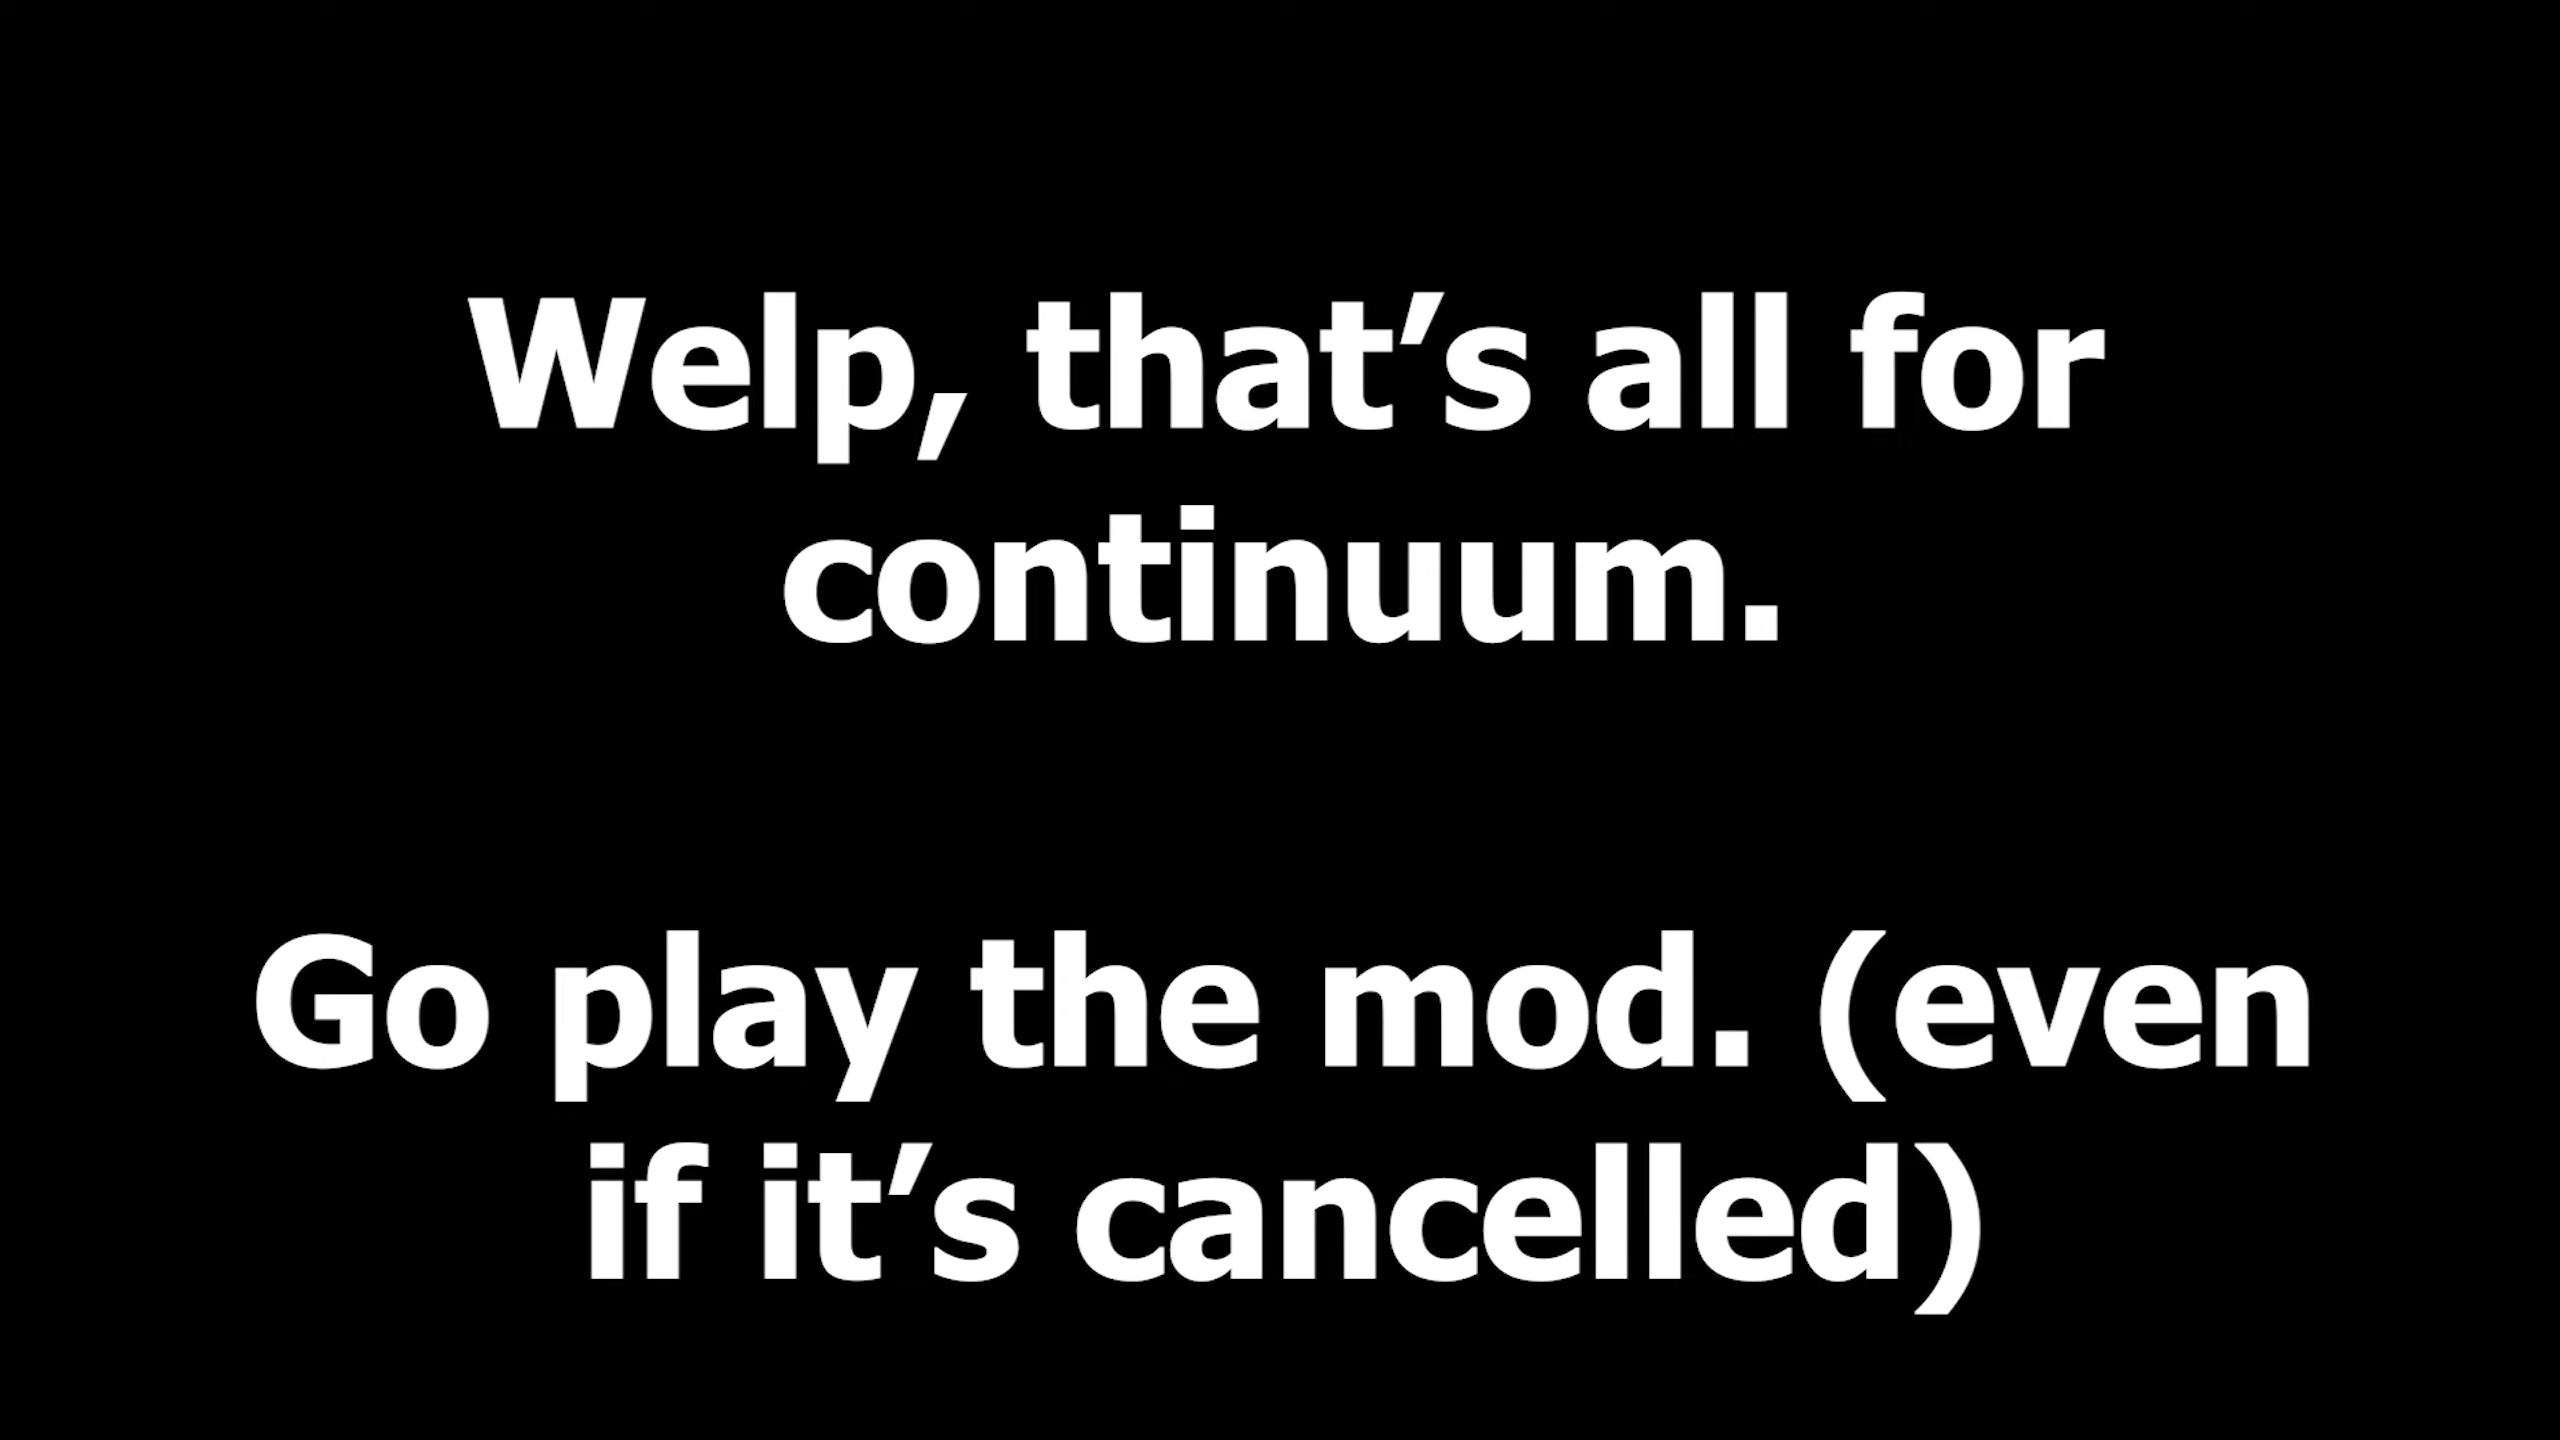 Welp, that’s all for
continuum.
Go play the mod. (even
if it’s cancelled)